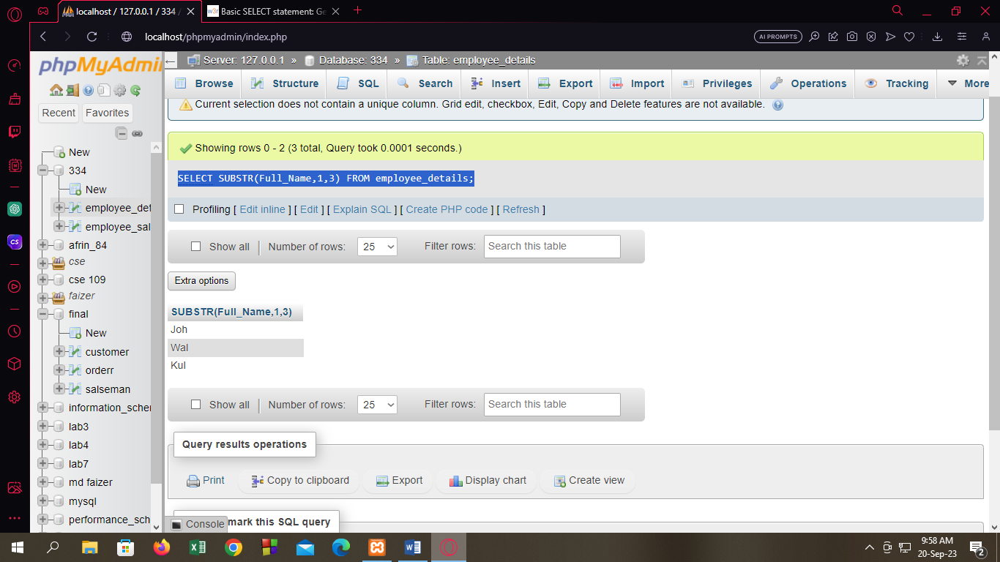 localhost / 127.0.0.1 / 334 /
w3r Basic SELECT statement: Ge
localhost/phpmyadmin/index.php
AI PROMPTS
phpMyAdmin
Recent
Favorites
New
334
New
employee_det
employee_sal
afrin_84
cse
cse 109
faizer
final
New
customer
orderr
salseman
information_scher
lab3
lab4
lab7
md faizer
mysql
performance_sch
CS
Server: 127.0.0.1 » Database: 334 » Table: employee_details
Browse Structure SQL Search Insert Export Import Privileges Operations Tracking More
Current selection does not contain a unique column. Grid edit, checkbox, Edit, Copy and Delete features are not available.
Showing rows 0 - 2 (3 total, Query took 0.0001 seconds.)
SELECT SUBSTR(Full_Name,1,3) FROM employee_details;
Profiling [ Edit inline ] [ Edit ] [ Explain SQL ] [ Create PHP code ] [ Refresh ]
Show all Number of rows: 25 Filter rows: Search this table
Extra options
SUBSTR(Full_Name,1,3)
Joh
Wal
Kul
Show all Number of rows: 25 Filter rows: Search this table
Query results operations
Print Copy to clipboard Export Display chart Create view
Console
mark this SQL query
9:58 AM
20-Sep-23
2